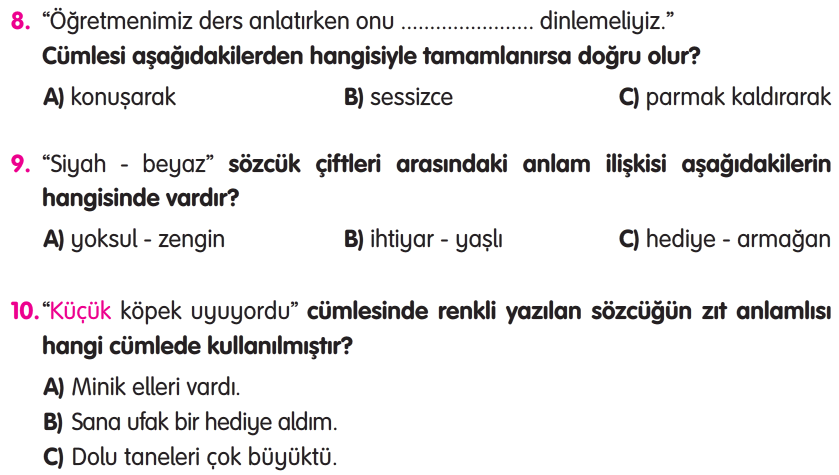 8. “Öğretmenimiz ders anlatırken onu ....................... dinlemeliyiz.”
Cümlesi aşağıdakilerden hangisiyle tamamlanırsa doğru olur?
A) konuşarak B) sessizce C) parmak kaldırarak
9. “Siyah - beyaz” sözcük çiftleri arasındaki anlam ilişkisi aşağıdakilerin
hangisinde vardır?
A) yoksul - zengin B) ihtiyar - yaşlı C) hediye - armağan
10. “Küçük köpek uyuyordu” cümlesinde renkli yazılan sözcüğün zıt anlamlısı
hangi cümlede kullanılmıştır?
A) Minik elleri vardı.
B) Sana ufak bir hediye aldım.
C) Dolu taneleri çok büyüktü.